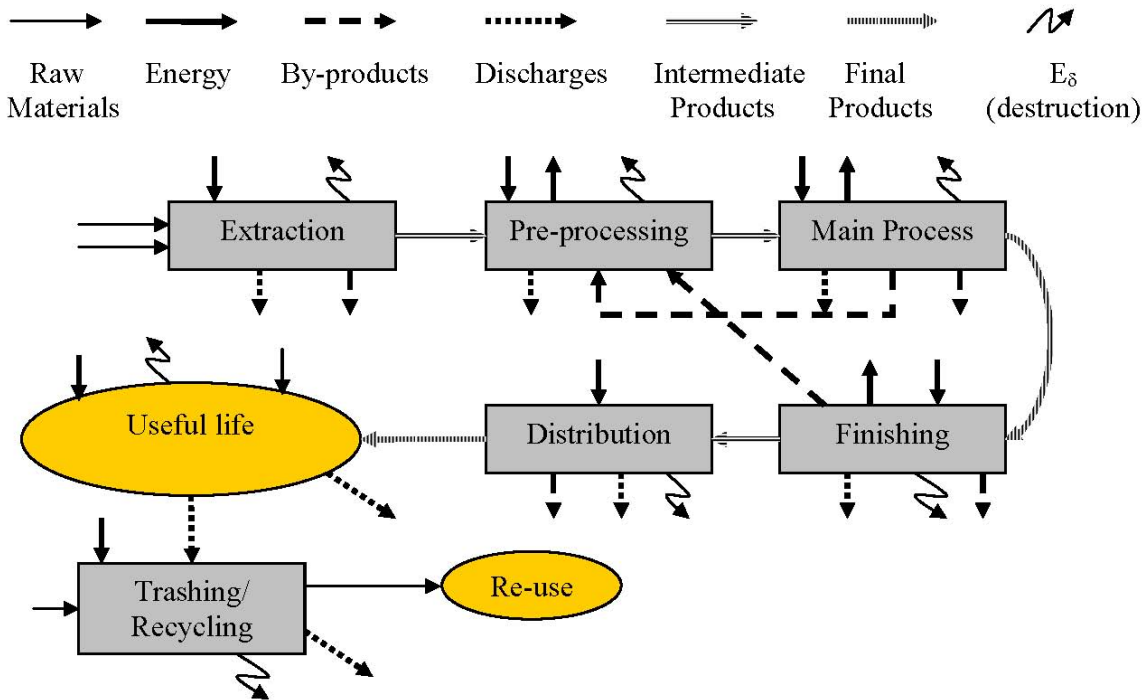 Raw
Materials
Energy
By-products
Discharges
Intermediate
Products
Final
Products
E_δ
(destruction)
Extraction
Pre-processing
Main Process
Useful life
Distribution
Finishing
Trashing/
Recycling
Re-use